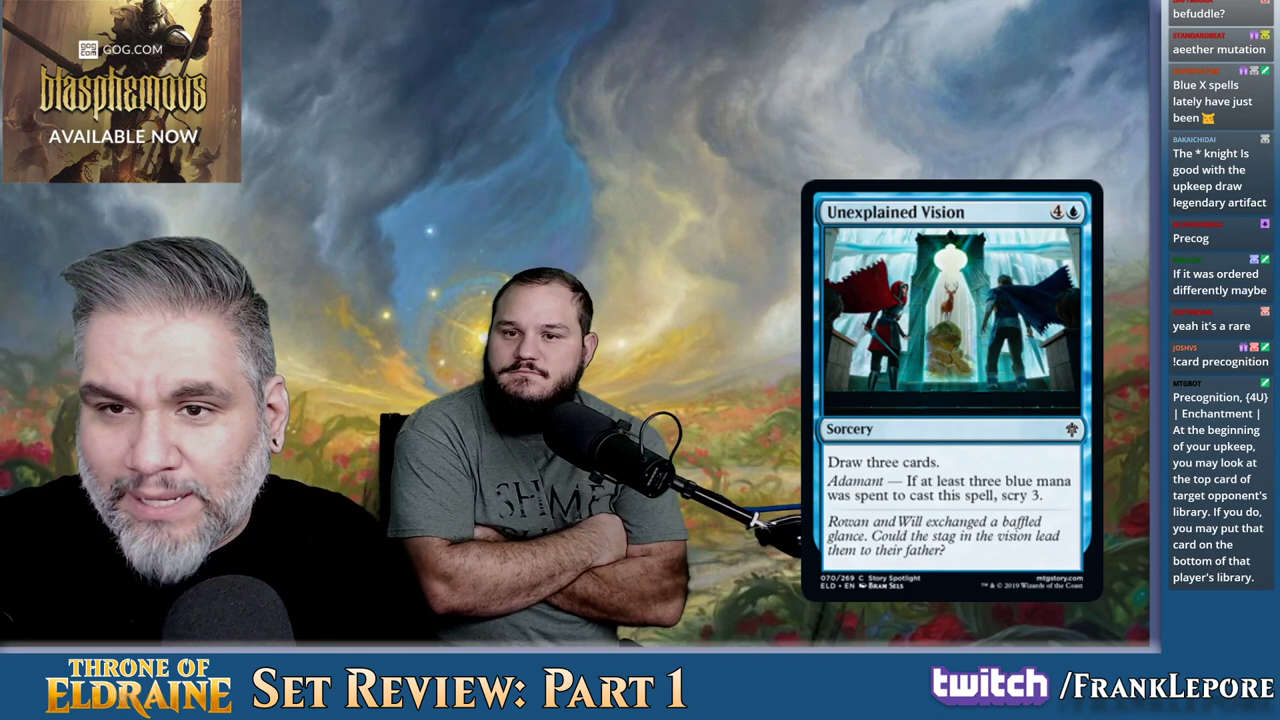 GOG.COM
blasphemous
AVAILABLE NOW
Unexplained Vision
4
Sorcery
Draw three cards.
Adamant — If at least three blue mana
was spent to cast this spell, scry 3.
Rowan and Will exchanged a baffled
glance. Could the stag in the vision lead
them to their father?
070/269 C Story Spotlight
ELD • EN Bram Sels
mtgstory.com
™ & © 2019 Wizards of the Coast
befuddle?
STANDARDBEAT
aeether mutation
Blue X spells
lately have just
been
BAKAICHIDAI
The * knight Is
good with the
upkeep draw
legendary artifact
Precog
If it was ordered
differently maybe
yeah it's a rare
JOSHVS
!card precognition
MTGBOT
Precognition, {4U}
| Enchantment |
At the beginning
of your upkeep,
you may look at
the top card of
target opponent's
library. If you do,
you may put that
card on the
bottom of that
player's library.
THRONE OF
ELDRAINE
SET REVIEW: PART 1
twitch /FRANKLEPORE